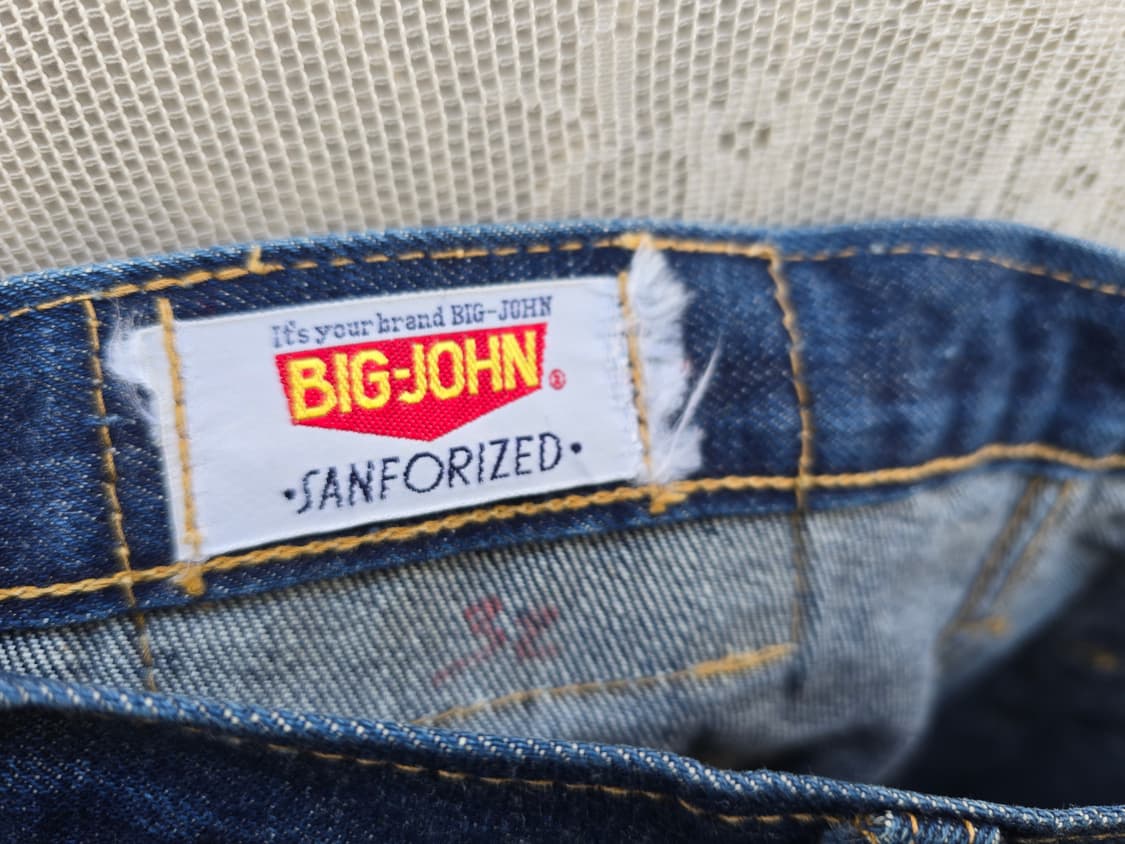 It's your brand BIG-JOHN
BIG-JOHN®
•SANFORIZED•